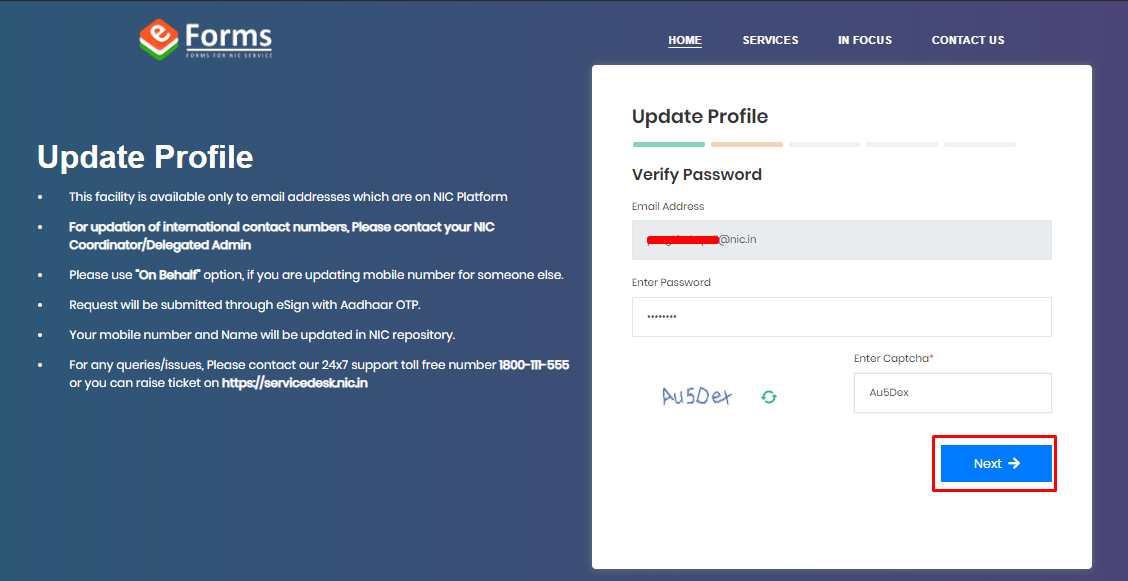 e Forms
FORMS FOR NIC SERVICE
HOME SERVICES IN FOCUS CONTACT US
Update Profile
This facility is available only to email addresses which are on NIC Platform
For updation of international contact numbers, Please contact your NIC
Coordinator/Delegated Admin
Please use "On Behalf" option, if you are updating mobile number for someone else.
Request will be submitted through eSign with Aadhaar OTP.
Your mobile number and Name will be updated in NIC repository.
For any queries/issues, Please contact our 24x7 support toll free number 1800-111-555
or you can raise ticket on https://servicedesk.nic.in
Update Profile
Verify Password
Email Address
@nic.in
Enter Password
••••••••
Enter Captcha*
Au5Dex
Au5Dex
Next →